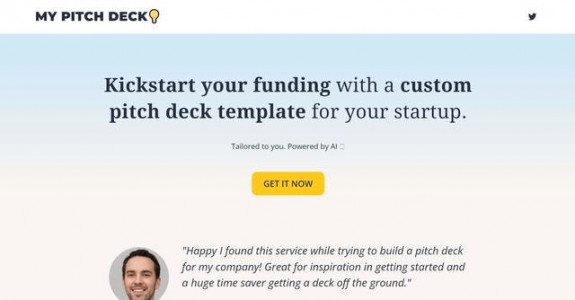 MY PITCH DECK
Kickstart your funding with a custom
pitch deck template for your startup.
Tailored to you. Powered by AI
GET IT NOW
"Happy I found this service while trying to build a pitch deck
for my company! Great for inspiration in getting started and
a huge time saver getting a deck off the ground."